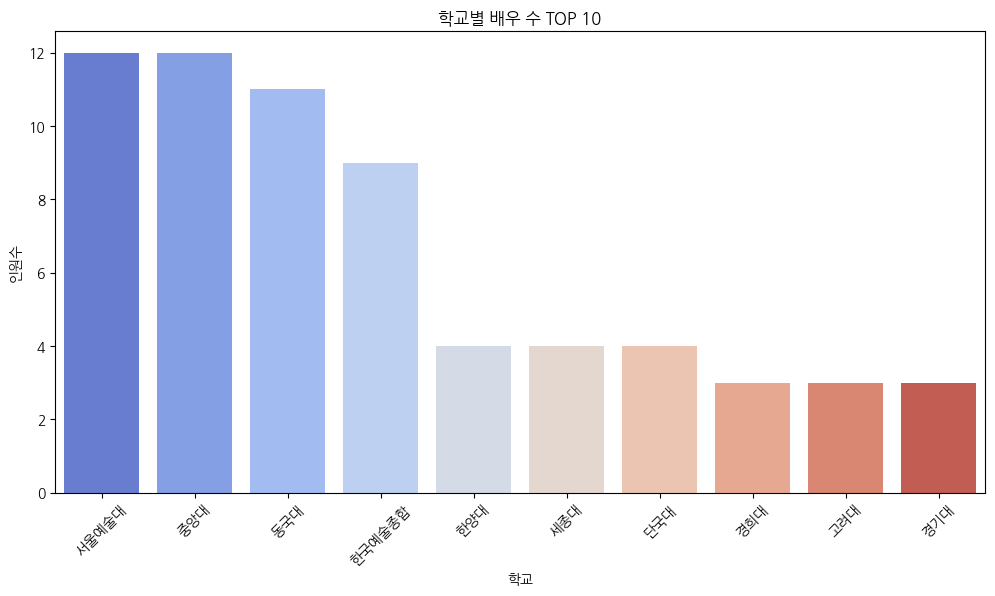 학교별 배우 수 TOP 10
인원수
12
10
8
6
4
2
0
서울예술대
중앙대
동국대
한국예술종합
한양대
세종대
단국대
경희대
고려대
경기대
학교